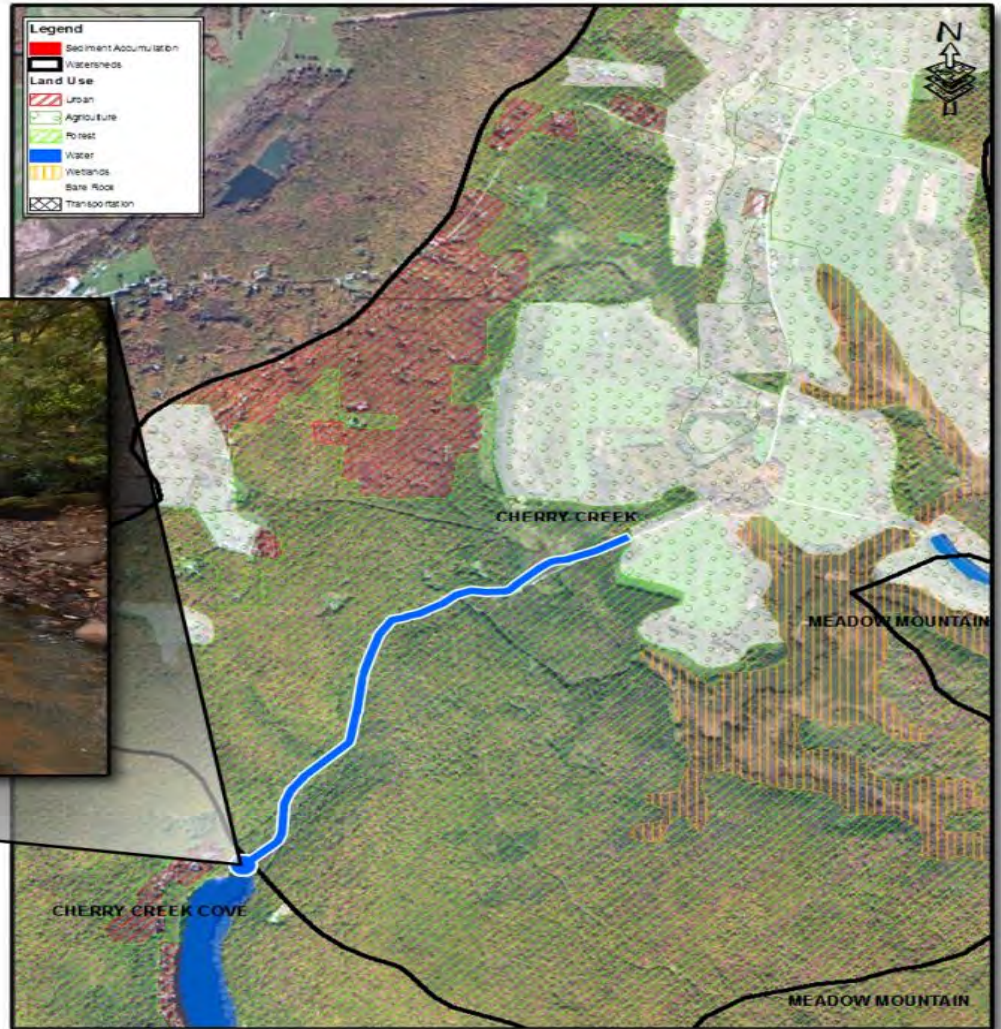 Legend
Sediment Accumulation
Watersheds
Land Use
Urban
Agriculture
Forest
Water
Wetlands
Bare Rock
Transportation
N
CHERRY CREEK
MEADOW MOUNTAIN
CHERRY CREEK COVE
MEADOW MOUNTAIN